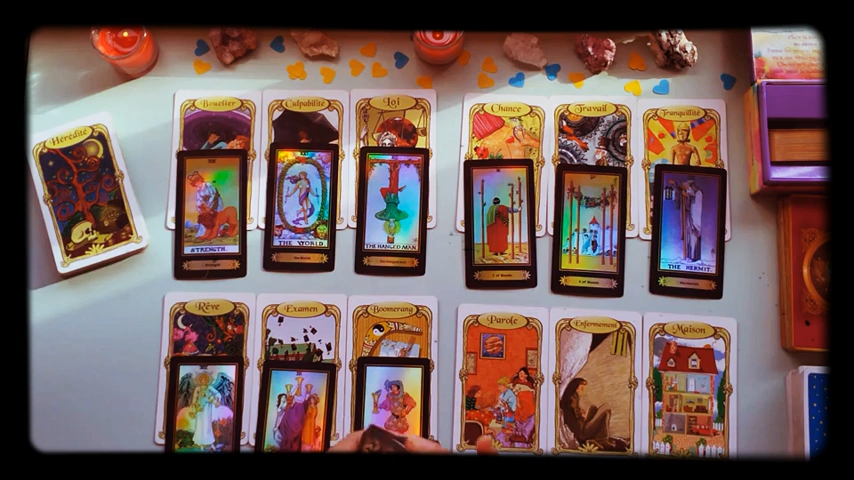 Hérédité
Bouclier
Culpabilité
Loi
Chance
Travail
Tranquilité
STRENGTH.
THE WORLD
THE HANGED MAN
THE HERMIT.
Rêve
Examen
Boomerang
Parole
Enfermement
Maison